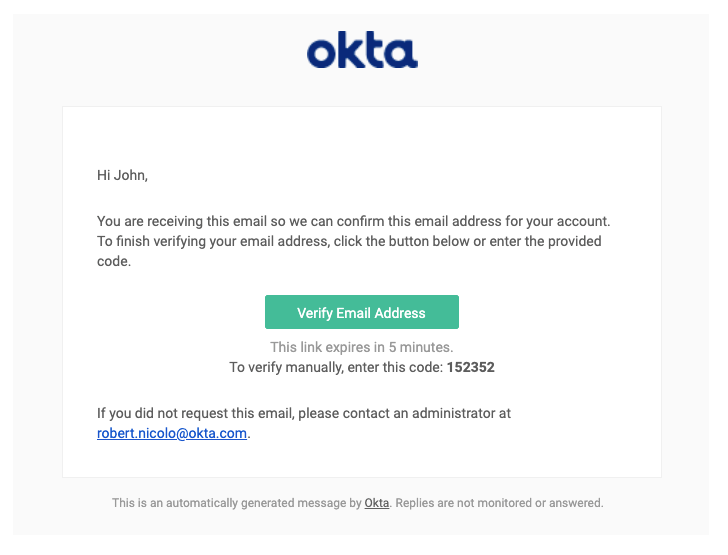 okta
Hi John,
You are receiving this email so we can confirm this email address for your account.
To finish verifying your email address, click the button below or enter the provided
code.
Verify Email Address
This link expires in 5 minutes.
To verify manually, enter this code: 152352
If you did not request this email, please contact an administrator at
robert.nicolo@okta.com.
This is an automatically generated message by Okta. Replies are not monitored or answered.